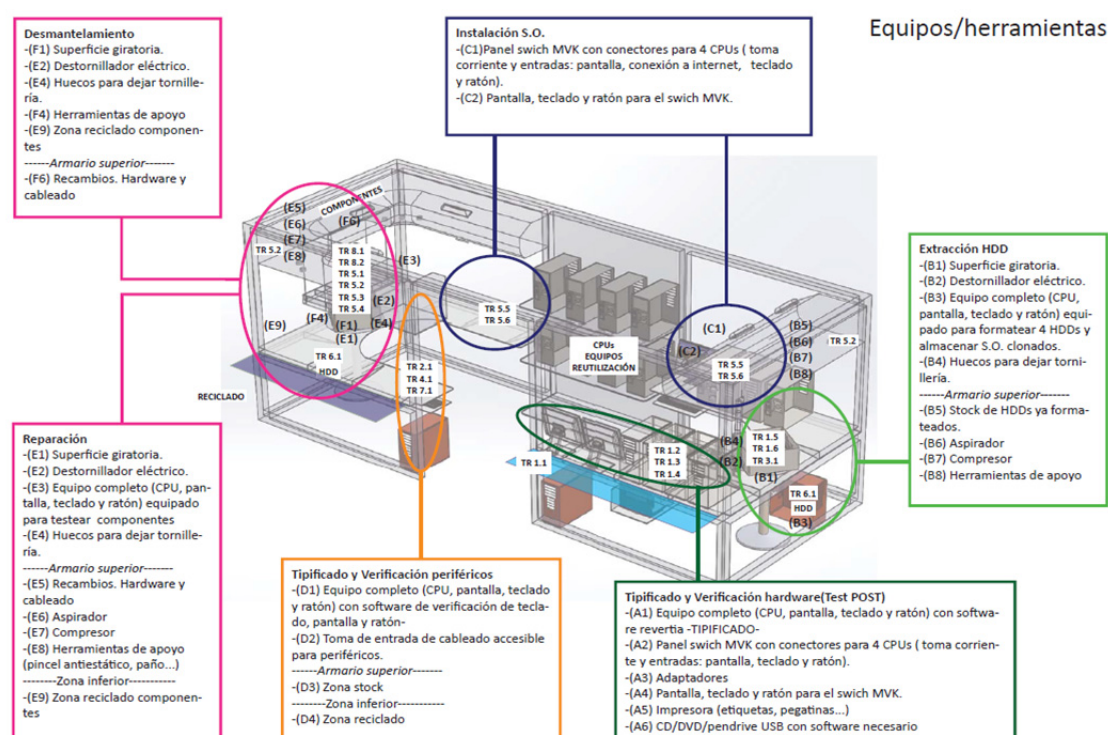 Equipos/herramientas
Desmantelamiento
-(F1) Superficie giratoria.
-(E2) Destornillador eléctrico.
-(E4) Huecos para dejar tornille-
ría.
-(F4) Herramientas de apoyo
-(E9) Zona reciclado componen-
tes
------Armario superior-------
-(F6) Recambios. Hardware y
cableado
Instalación S.O.
-(C1)Panel swich MVK con conectores para 4 CPUs ( toma
corriente y entradas: pantalla, conexión a internet, teclado
y ratón).
-(C2) Pantalla, teclado y ratón para el swich MVK.
COMPONENTES
(E5)
(E6)
(E7)
(E8)
(F6)
TR 5.2
TR 8.1
TR 8.2
TR 5.1
TR 5.2
TR 5.3
TR 5.4
(E3)
(E2)
(E4)
(F4)
(F1)
(E1)
(E9)
TR 6.1
HDD
RECICLADO
TR 2.1
TR 4.1
TR 7.1
TR 5.5
TR 5.6
CPUs
EQUIPOS
REUTILIZACIÓN
(C1)
(C2)
TR 5.5
TR 5.6
(B5)
(B6)
(B7)
(B8)
TR 5.2
TR 1.1
TR 1.2
TR 1.3
TR 1.4
(B4)
(B2)
TR 1.5
TR 1.6
TR 3.1
(B1)
TR 6.1
HDD
(B3)
Extracción HDD
-(B1) Superficie giratoria.
-(B2) Destornillador eléctrico.
-(B3) Equipo completo (CPU,
pantalla, teclado y ratón) equi-
pado para formatear 4 HDDs y
almacenar S.O. clonados.
-(B4) Huecos para dejar torni-
llería.
------Armario superior-------
-(B5) Stock de HDDs ya forma-
teados.
-(B6) Aspirador
-(B7) Compresor
-(B8) Herramientas de apoyo
Reparación
-(E1) Superficie giratoria.
-(E2) Destornillador eléctrico.
-(E3) Equipo completo (CPU, pan-
talla, teclado y ratón) equipado
para testear componentes
-(E4) Huecos para dejar tornille-
ría.
------Armario superior-------
-(E5) Recambios. Hardware y
cableado
-(E6) Aspirador
-(E7) Compresor
-(E8) Herramientas de apoyo
(pincel antiestático, paño...)
--------Zona inferior-----------
-(E9) Zona reciclado componen-
tes
Tipificado y Verificación periféricos
-(D1) Equipo completo (CPU, pantalla, teclado
y ratón) con software de verificación de tecla-
do, pantalla y ratón-
-(D2) Toma de entrada de cableado accesible
para periféricos.
------Armario superior-------
-(D3) Zona stock
--------Zona inferior-----------
-(D4) Zona reciclado
Tipificado y Verificación hardware(Test POST)
-(A1) Equipo completo (CPU, pantalla, teclado y ratón) con softwa-
re revertia -TIPIFICADO-
-(A2) Panel swich MVK con conectores para 4 CPUs ( toma corrien-
te y entradas: pantalla, teclado y ratón).
-(A3) Adaptadores
-(A4) Pantalla, teclado y ratón para el swich MVK.
-(A5) Impresora (etiquetas, pegatinas...)
-(A6) CD/DVD/pendrive USB con software necesario